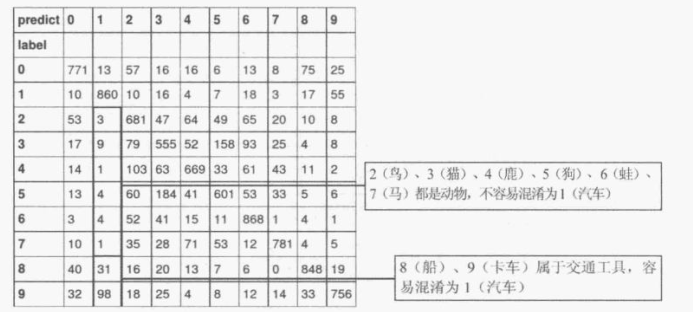 predict 0 1 2 3 4 5 6 7 8 9
label
0 771 13 57 16 16 6 13 8 75 25
1 10 860 10 16 4 7 18 3 17 55
2 53 3 681 47 64 49 65 20 10 8
3 17 9 79 555 52 158 93 25 4 8
4 14 1 103 63 669 33 61 43 11 2
2（鸟）、3（猫）、4（鹿）、5（狗）、6（蛙）、
7（马）都是动物，不容易混淆为1（汽车）
5 13 4 60 184 41 601 53 33 5 6
6 3 4 52 41 15 11 868 1 4 1
7 10 1 35 28 71 53 12 781 4 5
8 40 31 16 20 13 7 6 0 848 19
8（船）、9（卡车）属于交通工具，容
易混淆为1（汽车）
9 32 98 18 25 4 8 12 14 33 756